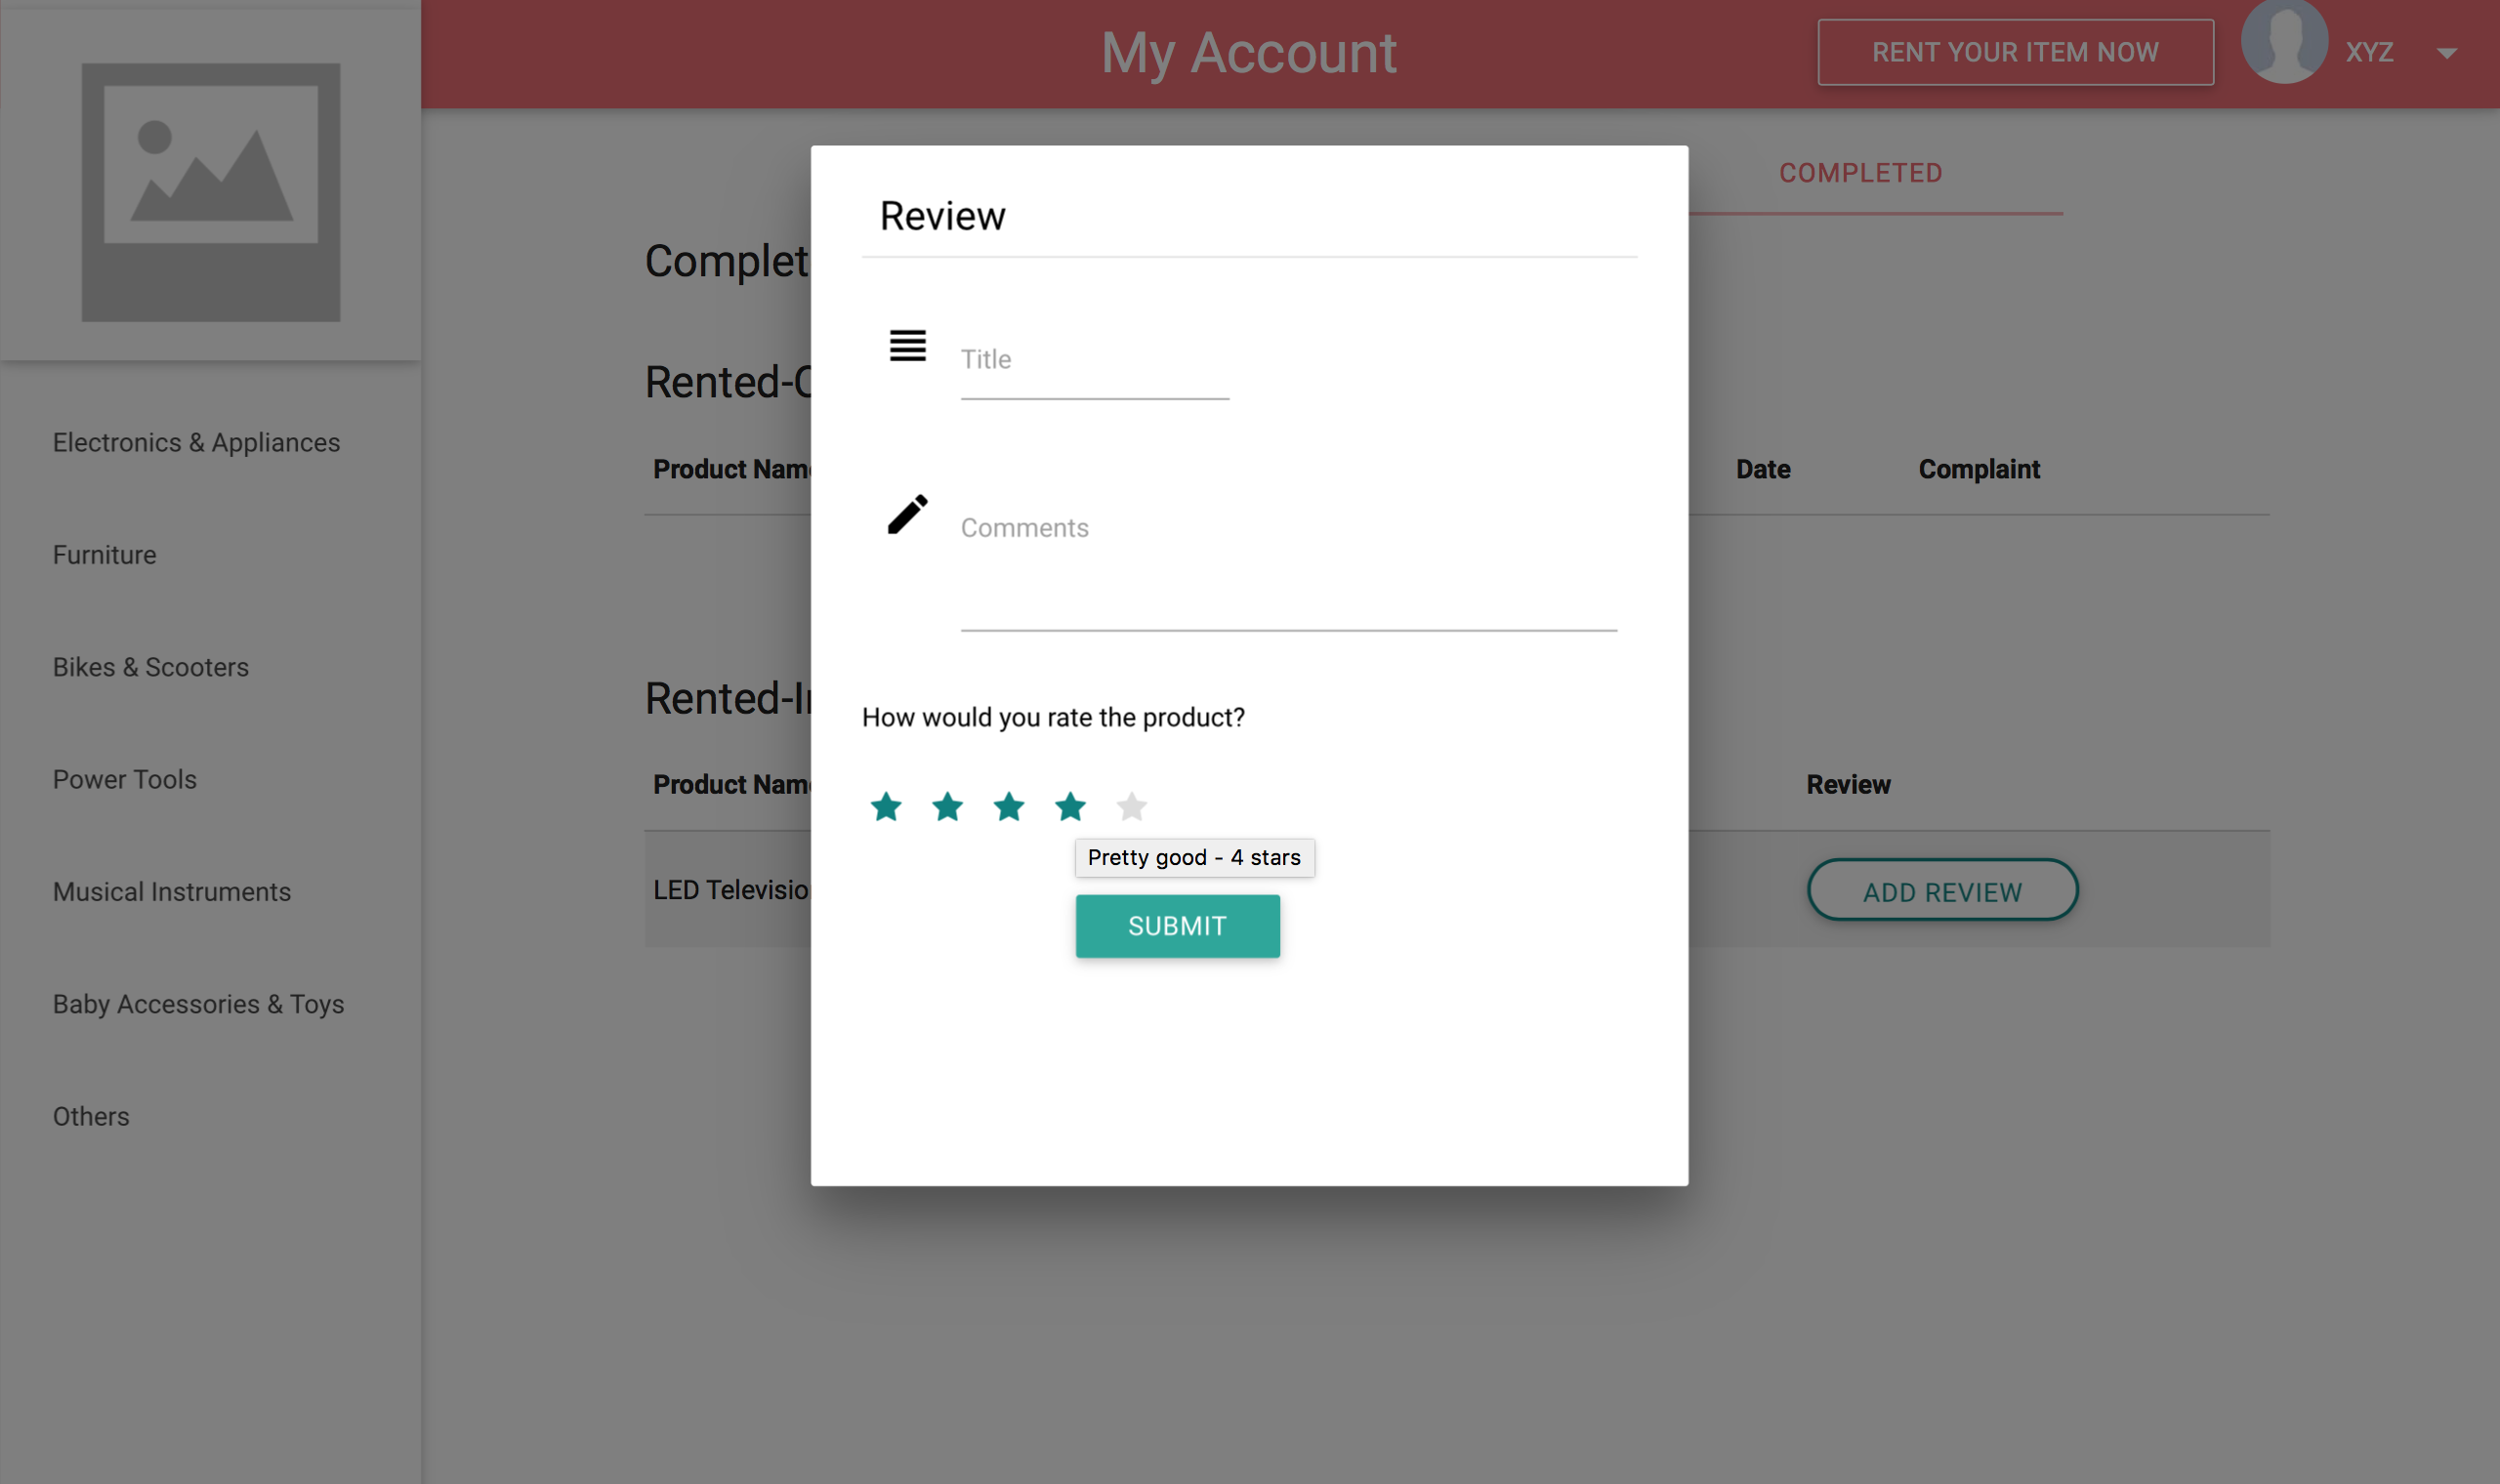 My Account
RENT YOUR ITEM NOW
XYZ
Electronics & Appliances
Furniture
Bikes & Scooters
Power Tools
Musical Instruments
Baby Accessories & Toys
Others
COMPLETED
Complet
Rented-
Product Nam
Date
Complaint
Rented-I
Product Nam
Review
LED Televisio
ADD REVIEW
Review
Title
Comments
How would you rate the product?
Pretty good - 4 stars
SUBMIT